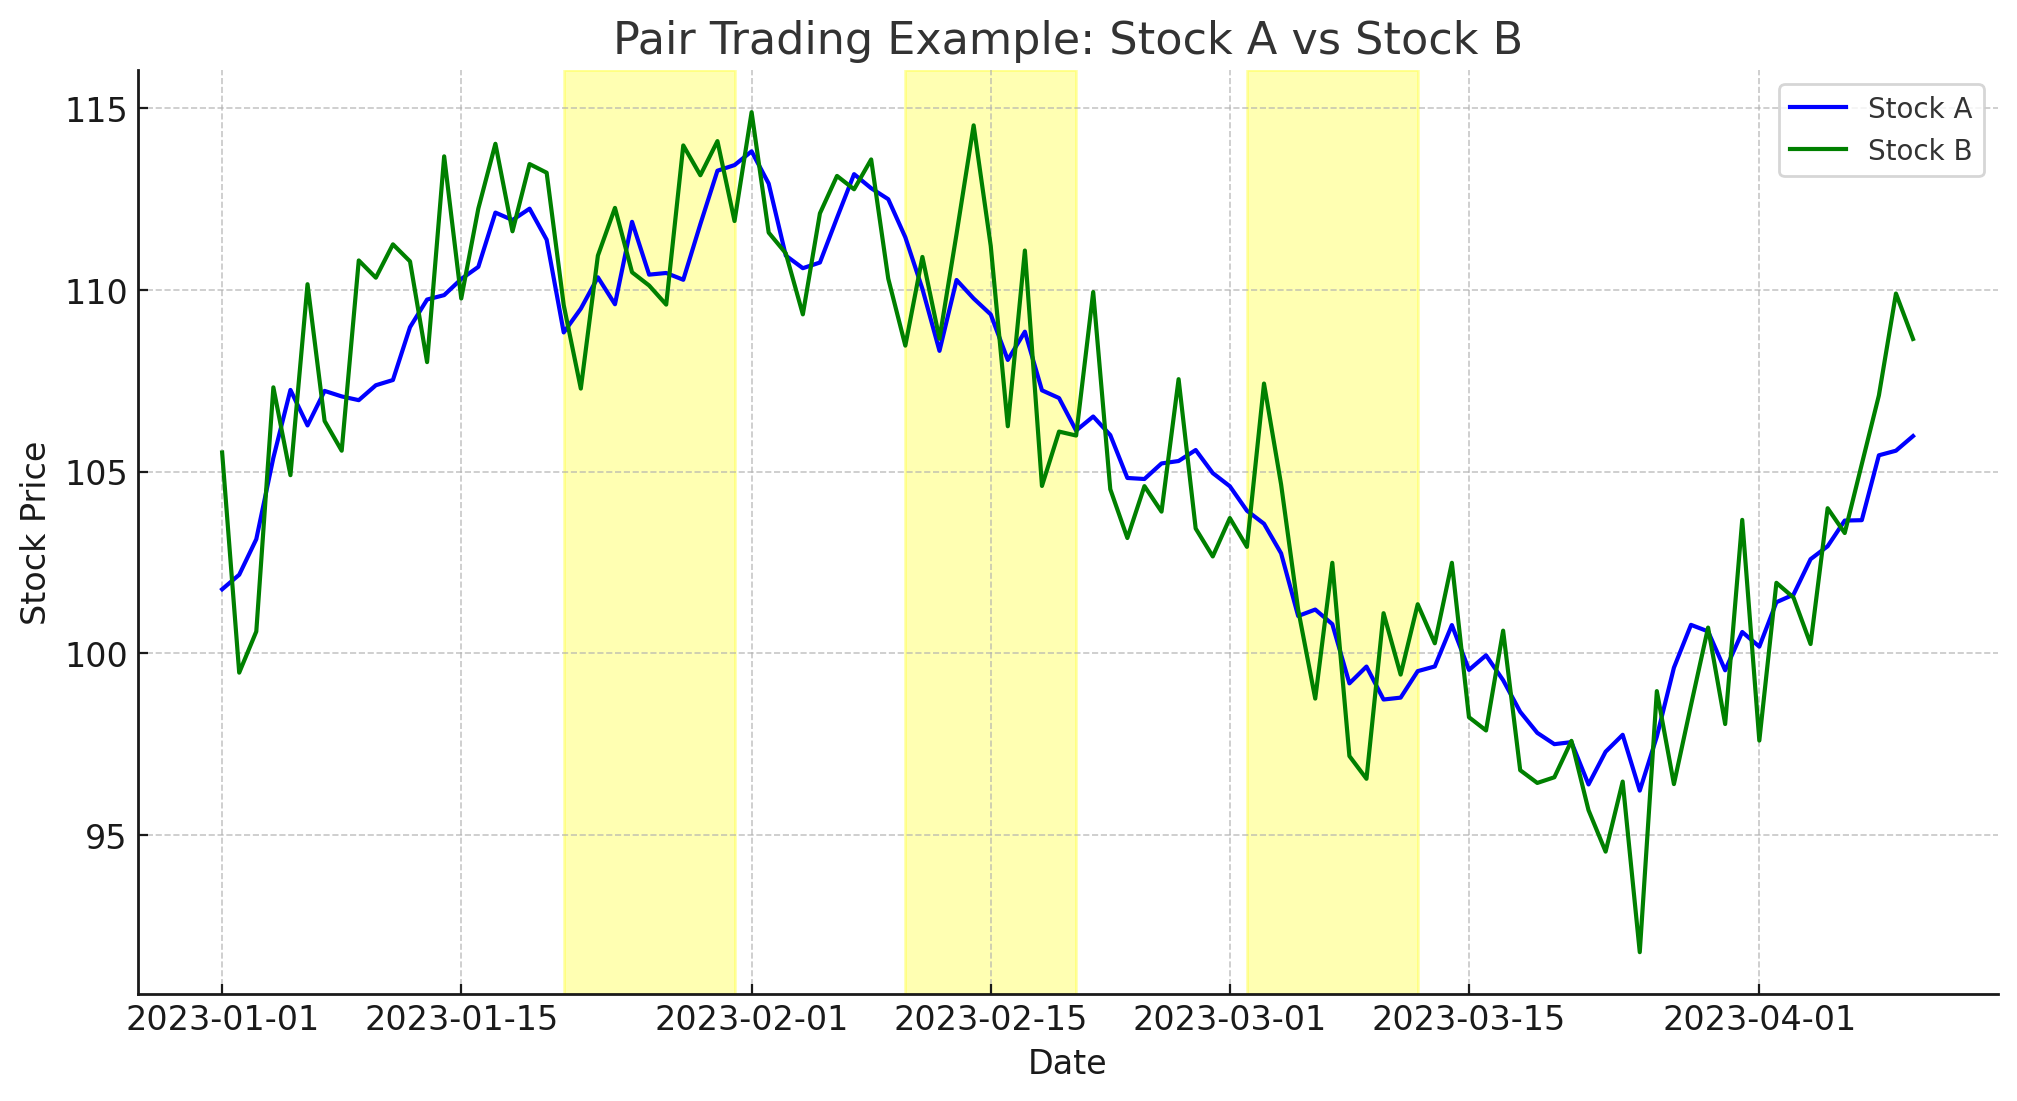 Pair Trading Example: Stock A vs Stock B
Stock A
Stock B
Stock Price
115
110
105
100
95
2023-01-01
2023-01-15
2023-02-01
2023-02-15
2023-03-01
2023-03-15
2023-04-01
Date